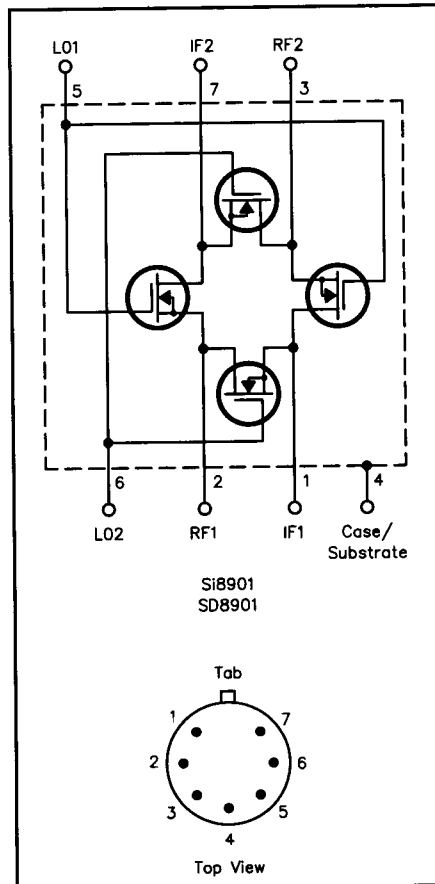 LO1 IF2 RF2
5 7 3
6 2 1 4
LO2 RF1 IF1 Case/
Substrate
Si8901
SD8901
Tab
1 7
2 6
3 5
4
Top View